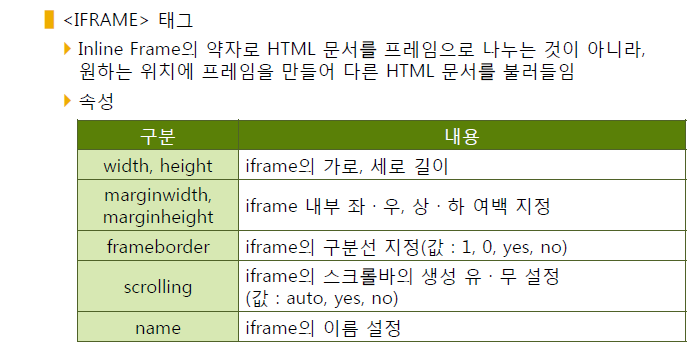 <IFRAME> 태그
Inline Frame의 약자로 HTML 문서를 프레임으로 나누는 것이 아니라,
원하는 위치에 프레임을 만들어 다른 HTML 문서를 불러들임
속성
구분 내용
width, height iframe의 가로, 세로 길이
marginwidth,
marginheight iframe 내부 좌 · 우, 상 · 하 여백 지정
frameborder iframe의 구분선 지정(값 : 1, 0, yes, no)
scrolling iframe의 스크롤바의 생성 유 · 무 설정
(값 : auto, yes, no)
name iframe의 이름 설정